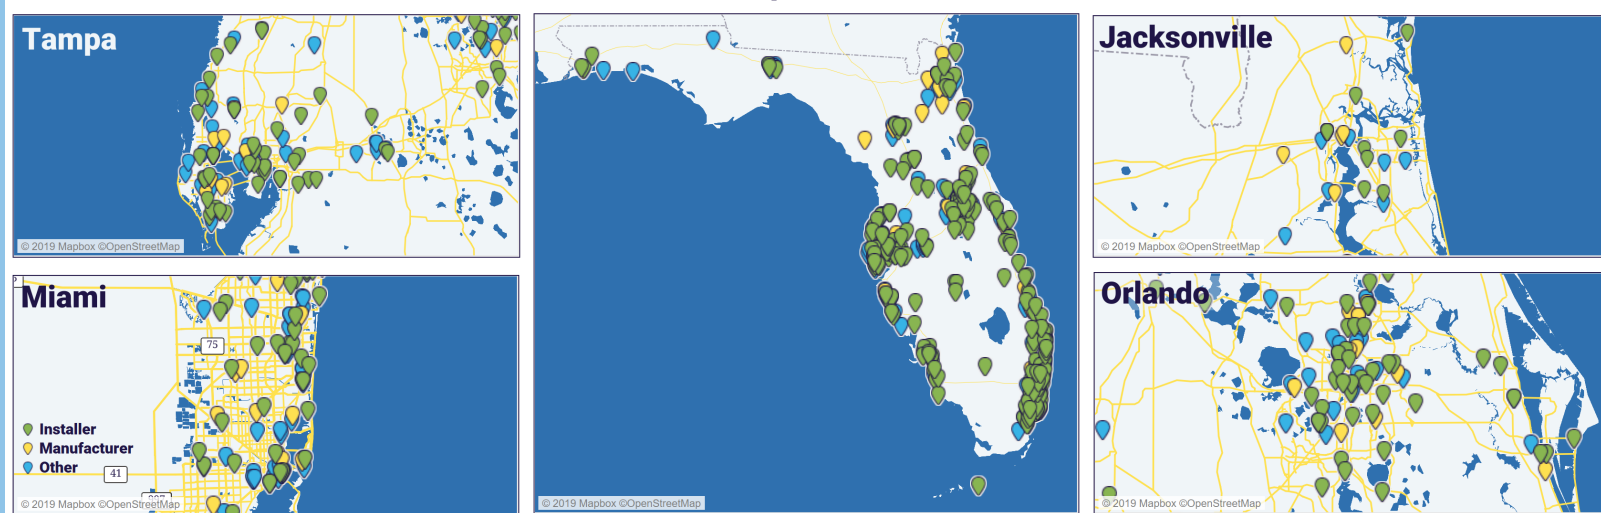 Tampa
© 2019 Mapbox ©OpenStreetMap
Miami
75
Installer
Manufacturer
Other
41
© 2019 Mapbox ©OpenStreetMap
© 2019 Mapbox ©OpenStreetMap
Jacksonville
© 2019 Mapbox ©OpenStreetMap
Orlando
© 2019 Mapbox ©OpenStreetMap